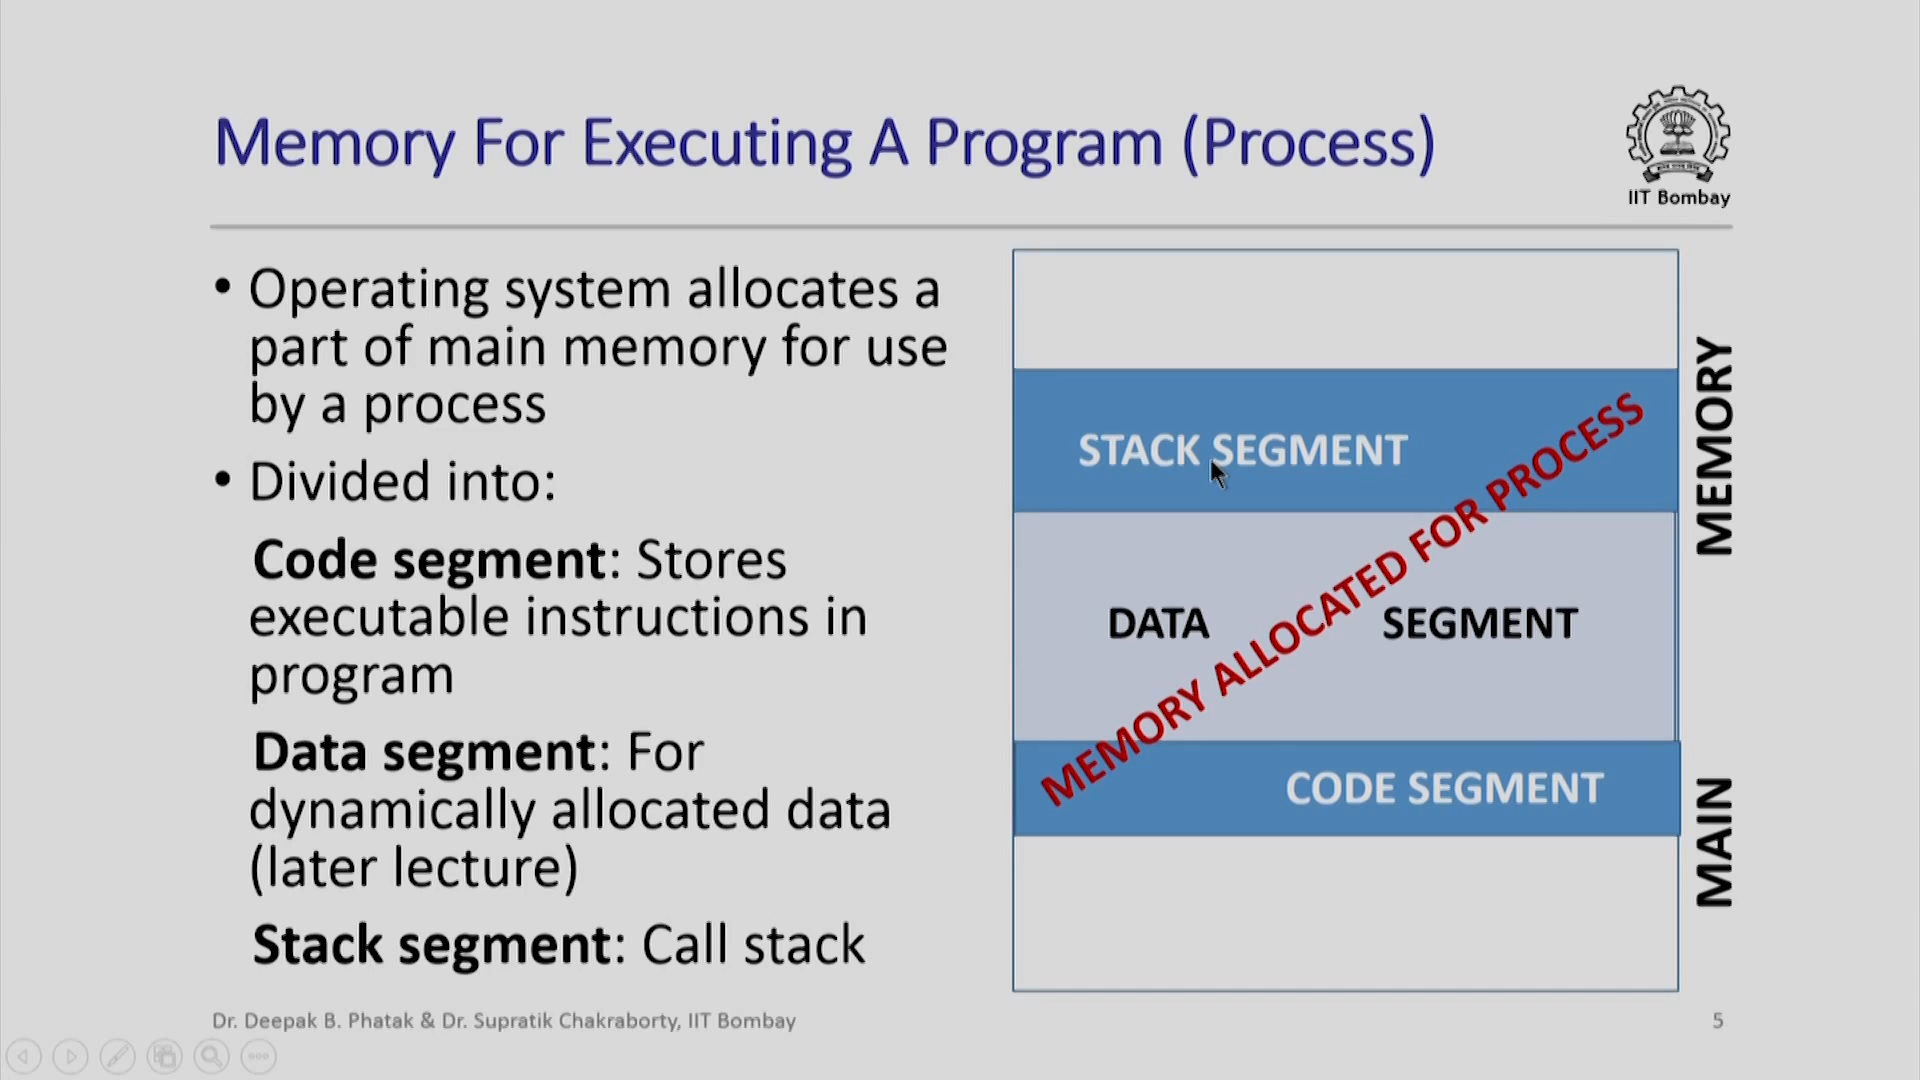 Memory For Executing A Program (Process)
IIT Bombay
• Operating system allocates a
part of main memory for use
by a process
• Divided into:
Code segment: Stores
executable instructions in
program
Data segment: For
dynamically allocated data
(later lecture)
Stack segment: Call stack
STACK SEGMENT
DATA SEGMENT
CODE SEGMENT
MEMORY ALLOCATED FOR PROCESS
MAIN MEMORY
Dr. Deepak B. Phatak & Dr. Supratik Chakraborty, IIT Bombay
5